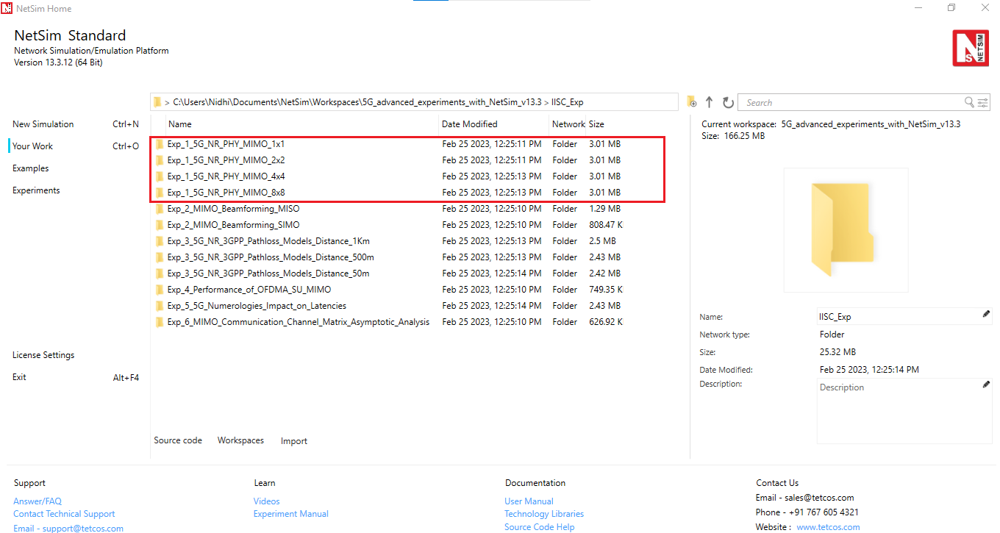 NetSim Home
NetSim Standard
Network Simulation/Emulation Platform
Version 13.3.12 (64 Bit)
NETSIM
N S
> C:\Users\Nidhi\Documents\NetSim\Workspaces\5G_advanced_experiments_with_NetSim_v13.3 > IISC_Exp
Search
New Simulation Ctrl+N
Your Work Ctrl+O
Examples
Experiments
License Settings
Exit Alt+F4
Name Date Modified Network Size
Exp_1_5G_NR_PHY_MIMO_1x1 Feb 25 2023, 12:25:11 PM Folder 3.01 MB
Exp_1_5G_NR_PHY_MIMO_2x2 Feb 25 2023, 12:25:11 PM Folder 3.01 MB
Exp_1_5G_NR_PHY_MIMO_4x4 Feb 25 2023, 12:25:13 PM Folder 3.01 MB
Exp_1_5G_NR_PHY_MIMO_8x8 Feb 25 2023, 12:25:13 PM Folder 3.01 MB
Exp_2_MIMO_Beamforming_MISO Feb 25 2023, 12:25:10 PM Folder 1.29 MB
Exp_2_MIMO_Beamforming_SIMO Feb 25 2023, 12:25:10 PM Folder 808.47 K
Exp_3_5G_NR_3GPP_Pathloss_Models_Distance_1Km Feb 25 2023, 12:25:13 PM Folder 2.5 MB
Exp_3_5G_NR_3GPP_Pathloss_Models_Distance_500m Feb 25 2023, 12:25:13 PM Folder 2.43 MB
Exp_3_5G_NR_3GPP_Pathloss_Models_Distance_50m Feb 25 2023, 12:25:14 PM Folder 2.42 MB
Exp_4_Performance_of_OFDMA_SU_MIMO Feb 25 2023, 12:25:10 PM Folder 749.35 K
Exp_5_5G_Numerologies_Impact_on_Latencies Feb 25 2023, 12:25:14 PM Folder 2.43 MB
Exp_6_MIMO_Communication_Channel_Matrix_Asymptotic_Analysis Feb 25 2023, 12:25:10 PM Folder 626.92 K
Source code Workspaces Import
Current workspace: 5G_advanced_experiments_with_NetSim_v13.3
Size: 166.25 MB
Name: IISC_Exp
Network type: Folder
Size: 25.32 MB
Date Modified: Feb 25 2023, 12:25:14 PM
Description: Description
Support
Answer/FAQ
Contact Technical Support
Email - support@tetcos.com
Learn
Videos
Experiment Manual
Documentation
User Manual
Technology Libraries
Source Code Help
Contact Us
Email - sales@tetcos.com
Phone - +91 767 605 4321
Website : www.tetcos.com